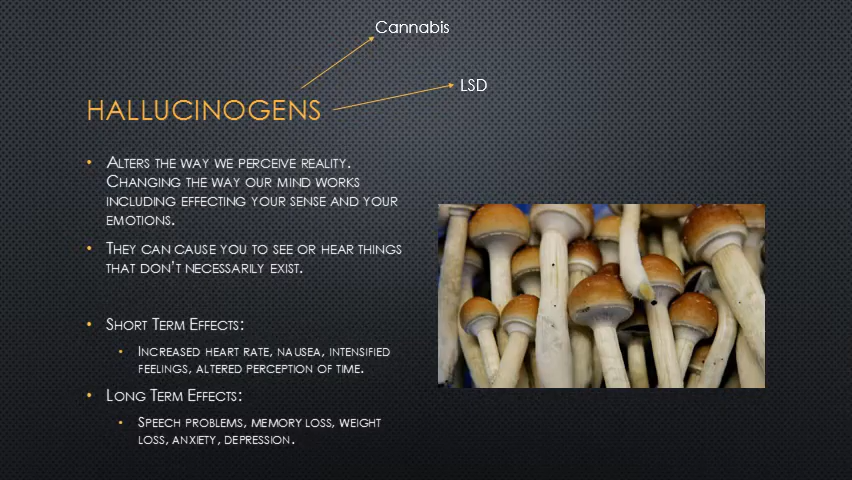 Cannabis
LSD
HALLUCINOGENS
• ALTERS THE WAY WE PERCEIVE REALITY.
CHANGING THE WAY OUR MIND WORKS
INCLUDING EFFECTING YOUR SENSE AND YOUR
EMOTIONS.
• THEY CAN CAUSE YOU TO SEE OR HEAR THINGS
THAT DON'T NECESSARILY EXIST.
• SHORT TERM EFFECTS:
• INCREASED HEART RATE, NAUSEA, INTENSIFIED
FEELINGS, ALTERED PERCEPTION OF TIME.
• LONG TERM EFFECTS:
• SPEECH PROBLEMS, MEMORY LOSS, WEIGHT
LOSS, ANXIETY, DEPRESSION.